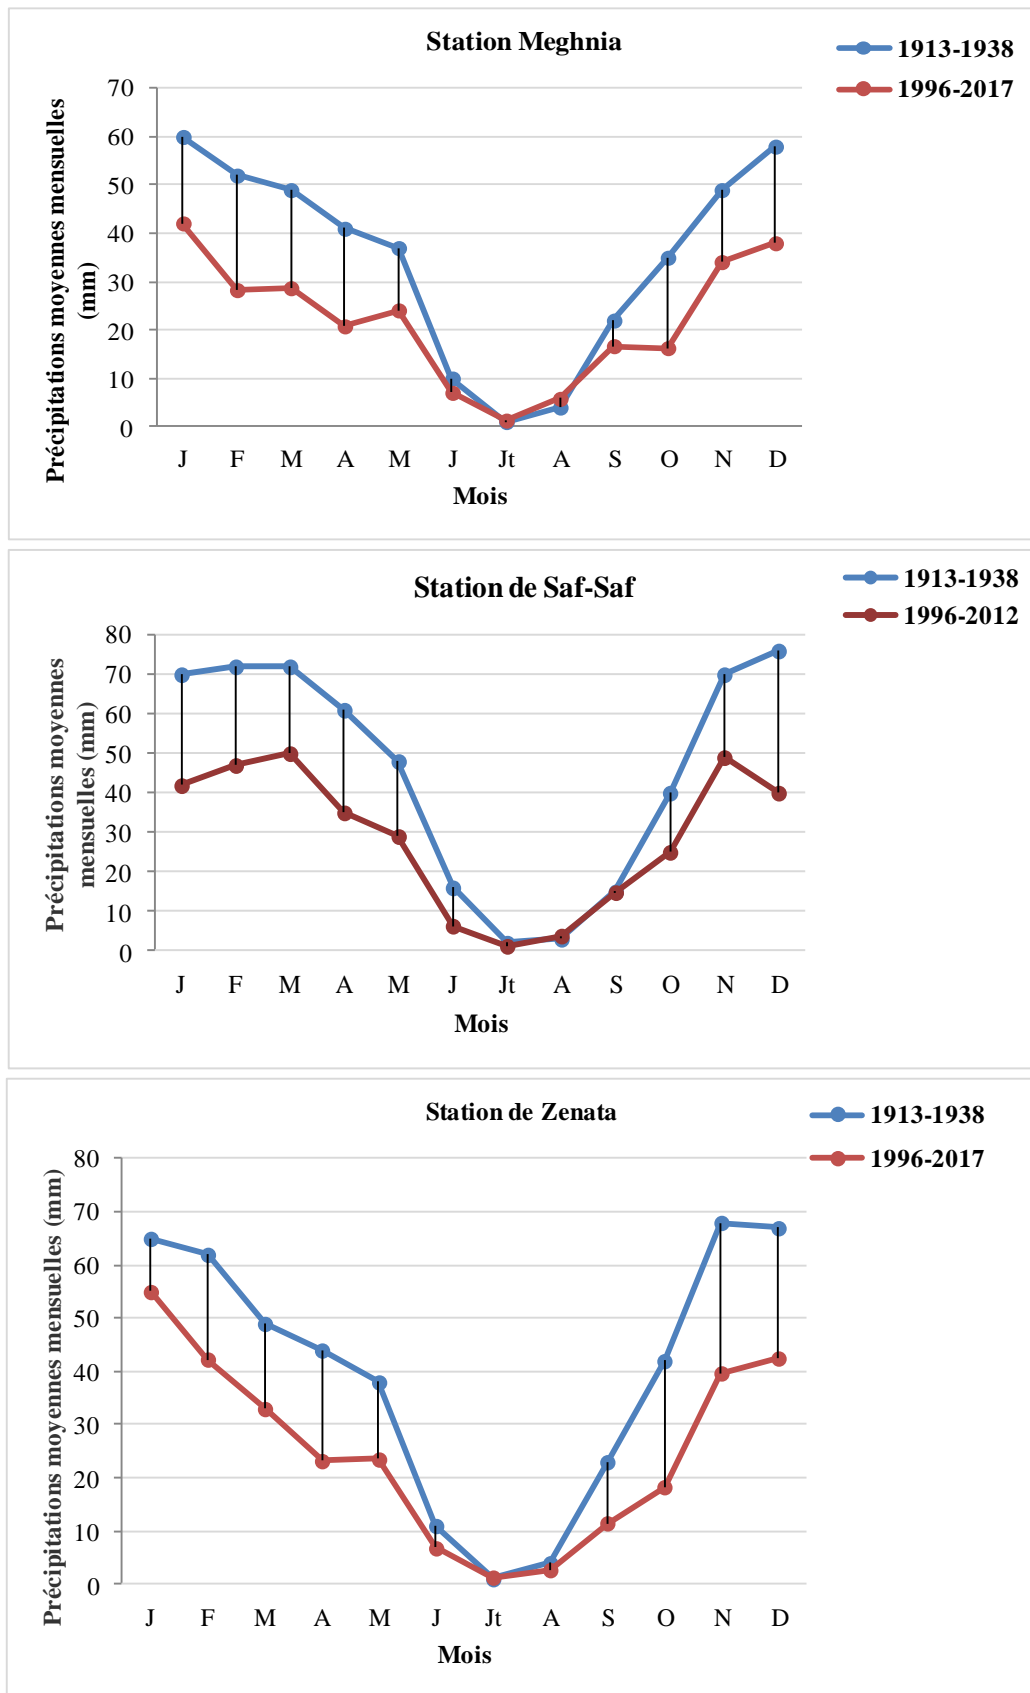 Station Meghnia
1913-1938
1996-2017
Précipitations moyennes mensuelles
(mm)
70
60
50
40
30
20
10
0
J F M A M J Jt A S O N D
Mois
Station de Saf-Saf
1913-1938
1996-2012
Précipitations moyennes
mensuelles (mm)
80
70
60
50
40
30
20
10
0
J F M A M J Jt A S O N D
Mois
Station de Zenata
1913-1938
1996-2017
Précipitations moyennes mensuelles (mm)
80
70
60
50
40
30
20
10
0
J F M A M J Jt A S O N D
Mois